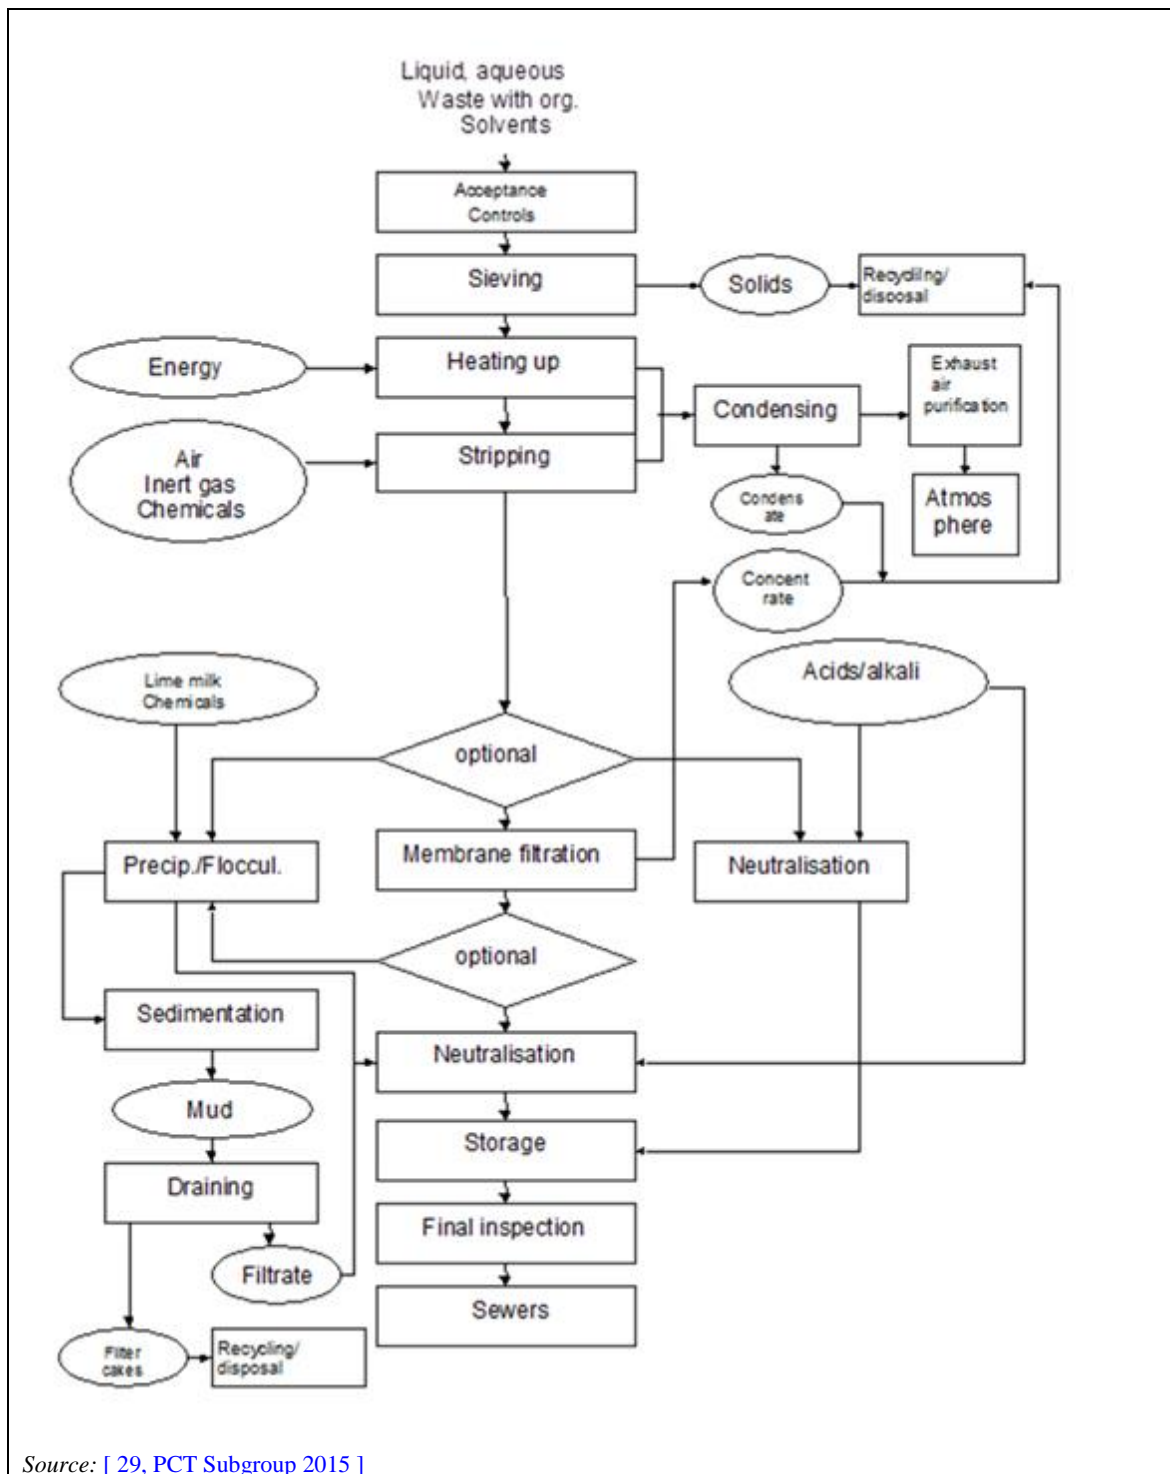 Liquid, aqueous
Waste with org.
Solvents
Acceptance
Controls
Sieving
Solids
Recydilng/
disoosal
Energy
Heating up
Exhaust
air
purification
Condensing
Air
Inert gas
Chemicals
Stripping
Condens
ate
Atmos
phere
Concent
rate
Lime milk
Chemicals
Acids/alkali
optional
Precip./Floccul.
Membrane filtration
Neutralisation
optional
Sedimentation
Neutralisation
Mud
Storage
Draining
Final inspection
Filtrate
Sewers
Filter
cakes
Recycling/
disposal
Source: [ 29, PCT Subgroup 2015 ]